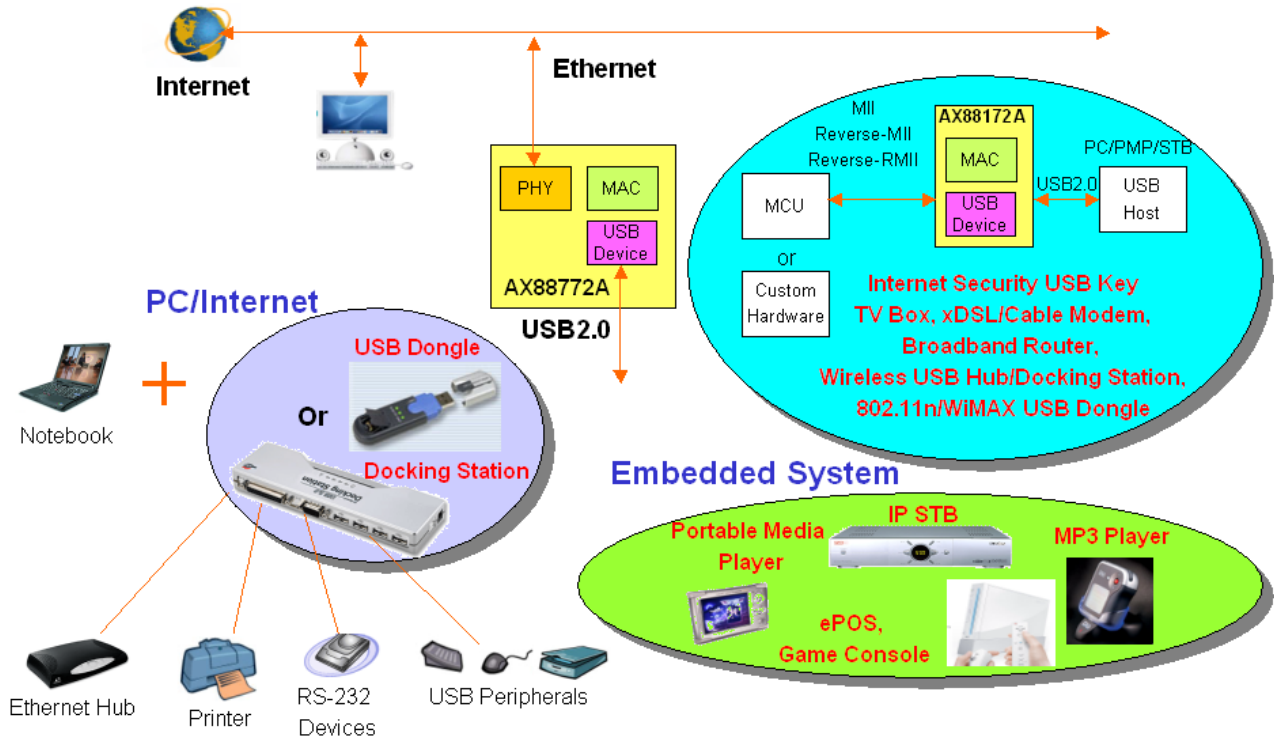 Internet
Ethernet
PHY
MAC
USB
Device
AX88772A
USB2.0
MII
Reverse-MII
Reverse-RMII
AX88172A
MAC
USB
Device
PC/PMP/STB
USB2.0
USB
Host
MCU
or
Custom
Hardware
Internet Security USB Key
TV Box, xDSL/Cable Modem,
Broadband Router,
Wireless USB Hub/Docking Station,
802.11n/WiMAX USB Dongle
PC/Internet
Notebook
USB Dongle
Or
Docking Station
Docking Station
Ethernet Hub
Printer
RS-232
Devices
USB Peripherals
Embedded System
Portable Media
Player
IP STB
MP3 Player
ePOS,
Game Console